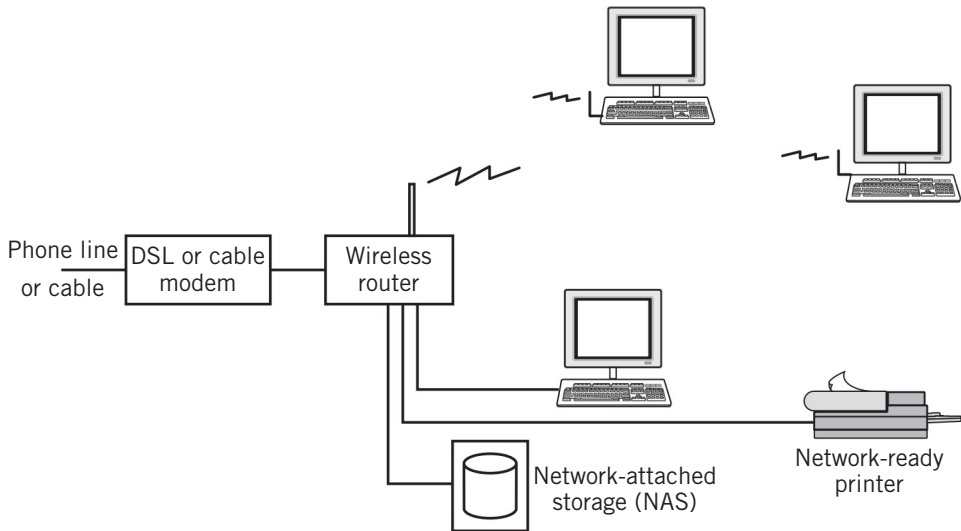 Phone line
or cable
DSL or cable
modem
Wireless
router
Network-attached
storage (NAS)
Network-ready
printer